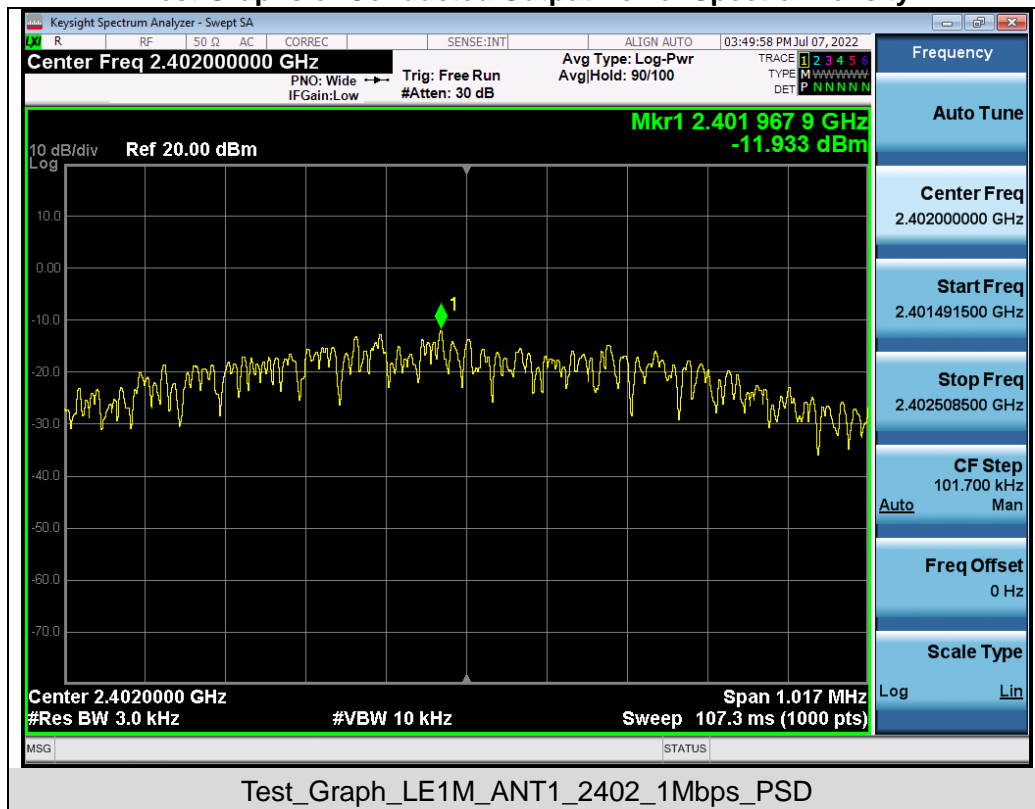 Keysight Spectrum Analyzer - Swept SA
LXI R RF 50 Ω AC CORREC SENSE:INT ALIGN AUTO 03:49:58 PM Jul 07, 2022
Center Freq 2.402000000 GHz
PNO: Wide
IFGain:Low
Trig: Free Run
#Atten: 30 dB
Avg Type: Log-Pwr
Avg|Hold: 90/100
TRACE 1 2 3 4 5 6
TYPE M WWWWW
DET P N N N N N
Mkr1 2.401 967 9 GHz
-11.933 dBm
10 dB/div Ref 20.00 dBm
Log
10.0
0.00
-10.0
-20.0
-30.0
-40.0
-50.0
-60.0
-70.0
1
Center 2.4020000 GHz Span 1.017 MHz
#Res BW 3.0 kHz #VBW 10 kHz Sweep 107.3 ms (1000 pts)
MSG STATUS
Frequency
Auto Tune
Center Freq
2.402000000 GHz
Start Freq
2.401491500 GHz
Stop Freq
2.402508500 GHz
CF Step
101.700 kHz
Auto Man
Freq Offset
0 Hz
Scale Type
Log Lin
Test_Graph_LE1M_ANT1_2402_1Mbps_PSD